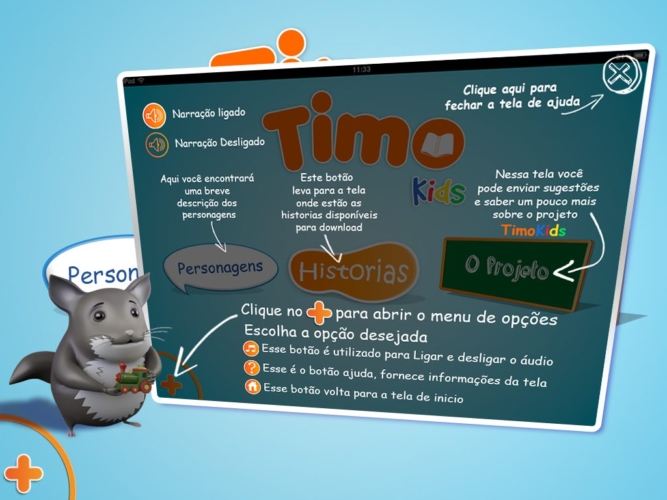 iPad
11:33
Clique aqui para
fechar a tela de ajuda
Narração ligado
Narração Desligado
Timo
Kids
Aqui você encontrará
uma breve
descrição dos
personagens
Este botão
leva para a tela
onde estão as
historias disponíveis
para download
Nessa tela você
pode enviar sugestões
e saber um pouco mais
sobre o projeto
TimoKids
Person
Personagens
Historias
O Projeto
Clique no + para abrir o menu de opções
Escolha a opção desejada
Esse botão é utilizado para Ligar e desligar o áudio
? Esse é o botão ajuda, fornece informações da tela
Esse botão volta para a tela de inicio